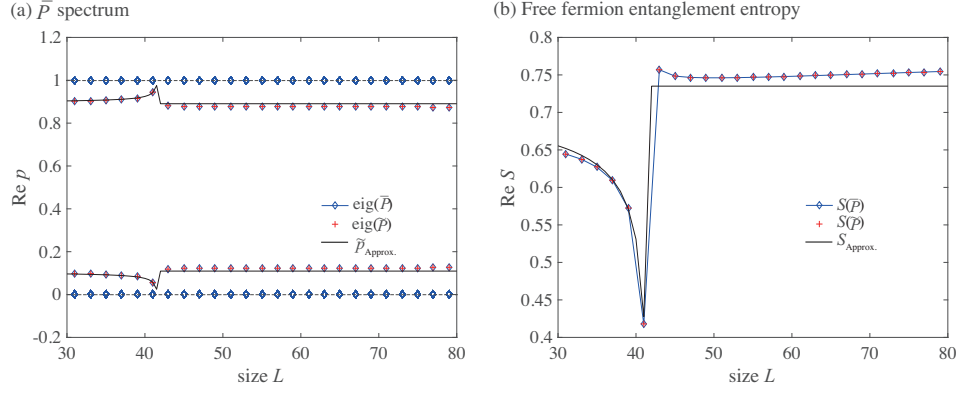 (a) P̅ spectrum
1.2
1
0.8
0.6
0.4
0.2
0
-0.2
Re p
eig(P̅)
eig(P̃)
p̃ Approx.
30 40 50 60 70 80
size L
(b) Free fermion entanglement entropy
0.8
0.75
0.7
0.65
0.6
0.55
0.5
0.45
0.4
Re S
S(P̅)
S(P̃)
S Approx.
30 40 50 60 70 80
size L